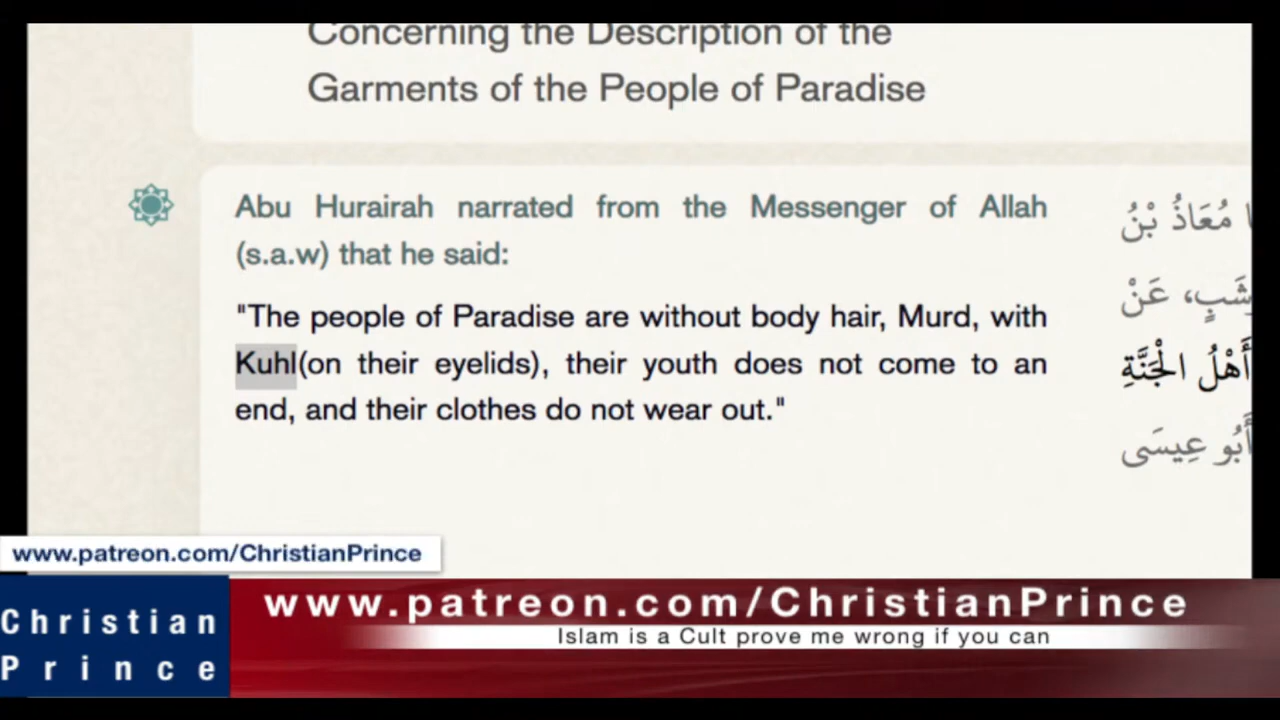 Concerning the Description of the
Garments of the People of Paradise
Abu Hurairah narrated from the Messenger of Allah
(s.a.w) that he said:
"The people of Paradise are without body hair, Murd, with
Kuhl(on their eyelids), their youth does not come to an
end, and their clothes do not wear out."
مُعَاذُ بْنُ
عَنْ
أَهْلُ الْجَنَّةِ
أَبُو عِيسَى
www.patreon.com/ChristianPrince
Christian
Prince
www.patreon.com/ChristianPrince
Islam is a Cult prove me wrong if you can